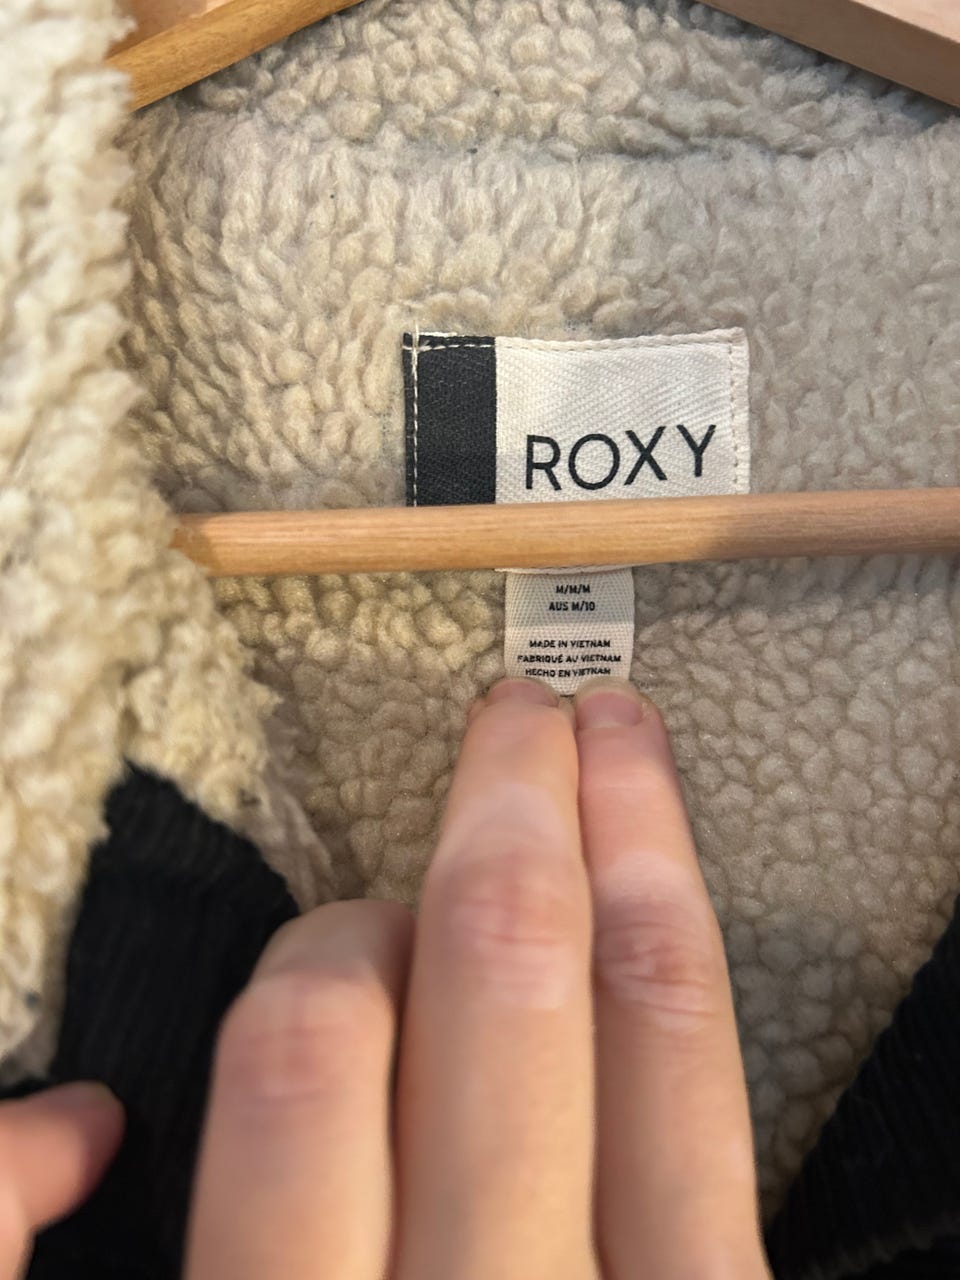 ROXY
M/M/M
AUS M/10
MADE IN VIETNAM
FABRIQUÉ AU VIETNAM
HECHO EN VIETNAM